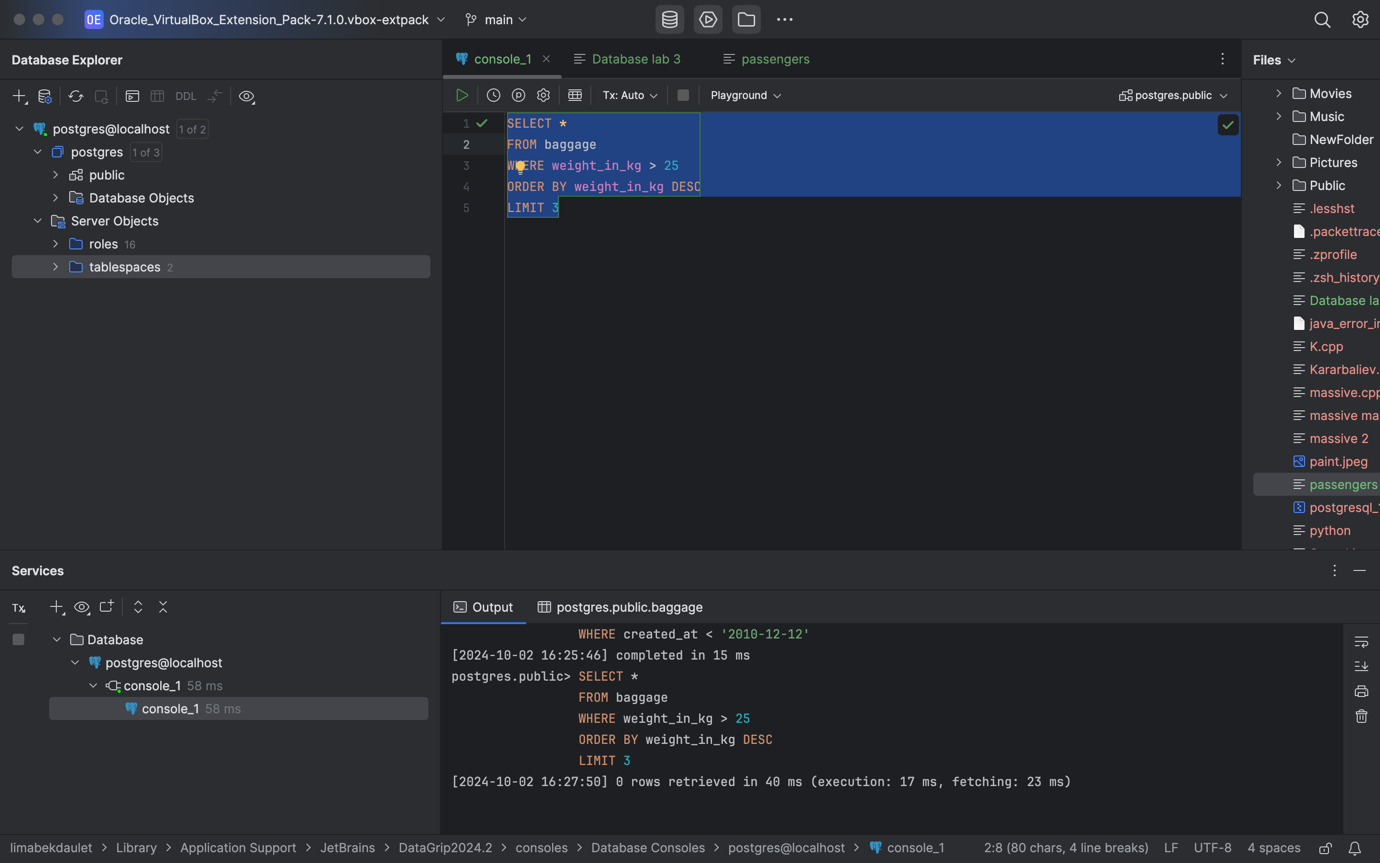 OE Oracle_VirtualBox_Extension_Pack-7.1.0.vbox-extpack main
Database Explorer
DDL
postgres@localhost 1 of 2
postgres 1 of 3
public
Database Objects
Server Objects
roles 16
tablespaces 2
console_1 Database lab 3 passengers
Tx: Auto Playground postgres.public
1 SELECT *
2 FROM baggage
3 WHERE weight_in_kg > 25
4 ORDER BY weight_in_kg DESC
5 LIMIT 3
Files
Movies
Music
NewFolder
Pictures
Public
.lesshst
.packettrace
.zprofile
.zsh_history
Database la
java_error_in
K.cpp
Kararbaliev.
massive.cpp
massive ma
massive 2
paint.jpeg
passengers
postgresql_
python
Services
Tx
Database
postgres@localhost
console_1 58 ms
console_1 58 ms
Output postgres.public.baggage
WHERE created_at < '2010-12-12'
[2024-10-02 16:25:46] completed in 15 ms
postgres.public> SELECT *
FROM baggage
WHERE weight_in_kg > 25
ORDER BY weight_in_kg DESC
LIMIT 3
[2024-10-02 16:27:50] 0 rows retrieved in 40 ms (execution: 17 ms, fetching: 23 ms)
limabekdaulet > Library > Application Support > JetBrains > DataGrip2024.2 > consoles > Database Consoles > postgres@localhost > console_1 2:8 (80 chars, 4 line breaks) LF UTF-8 4 spaces